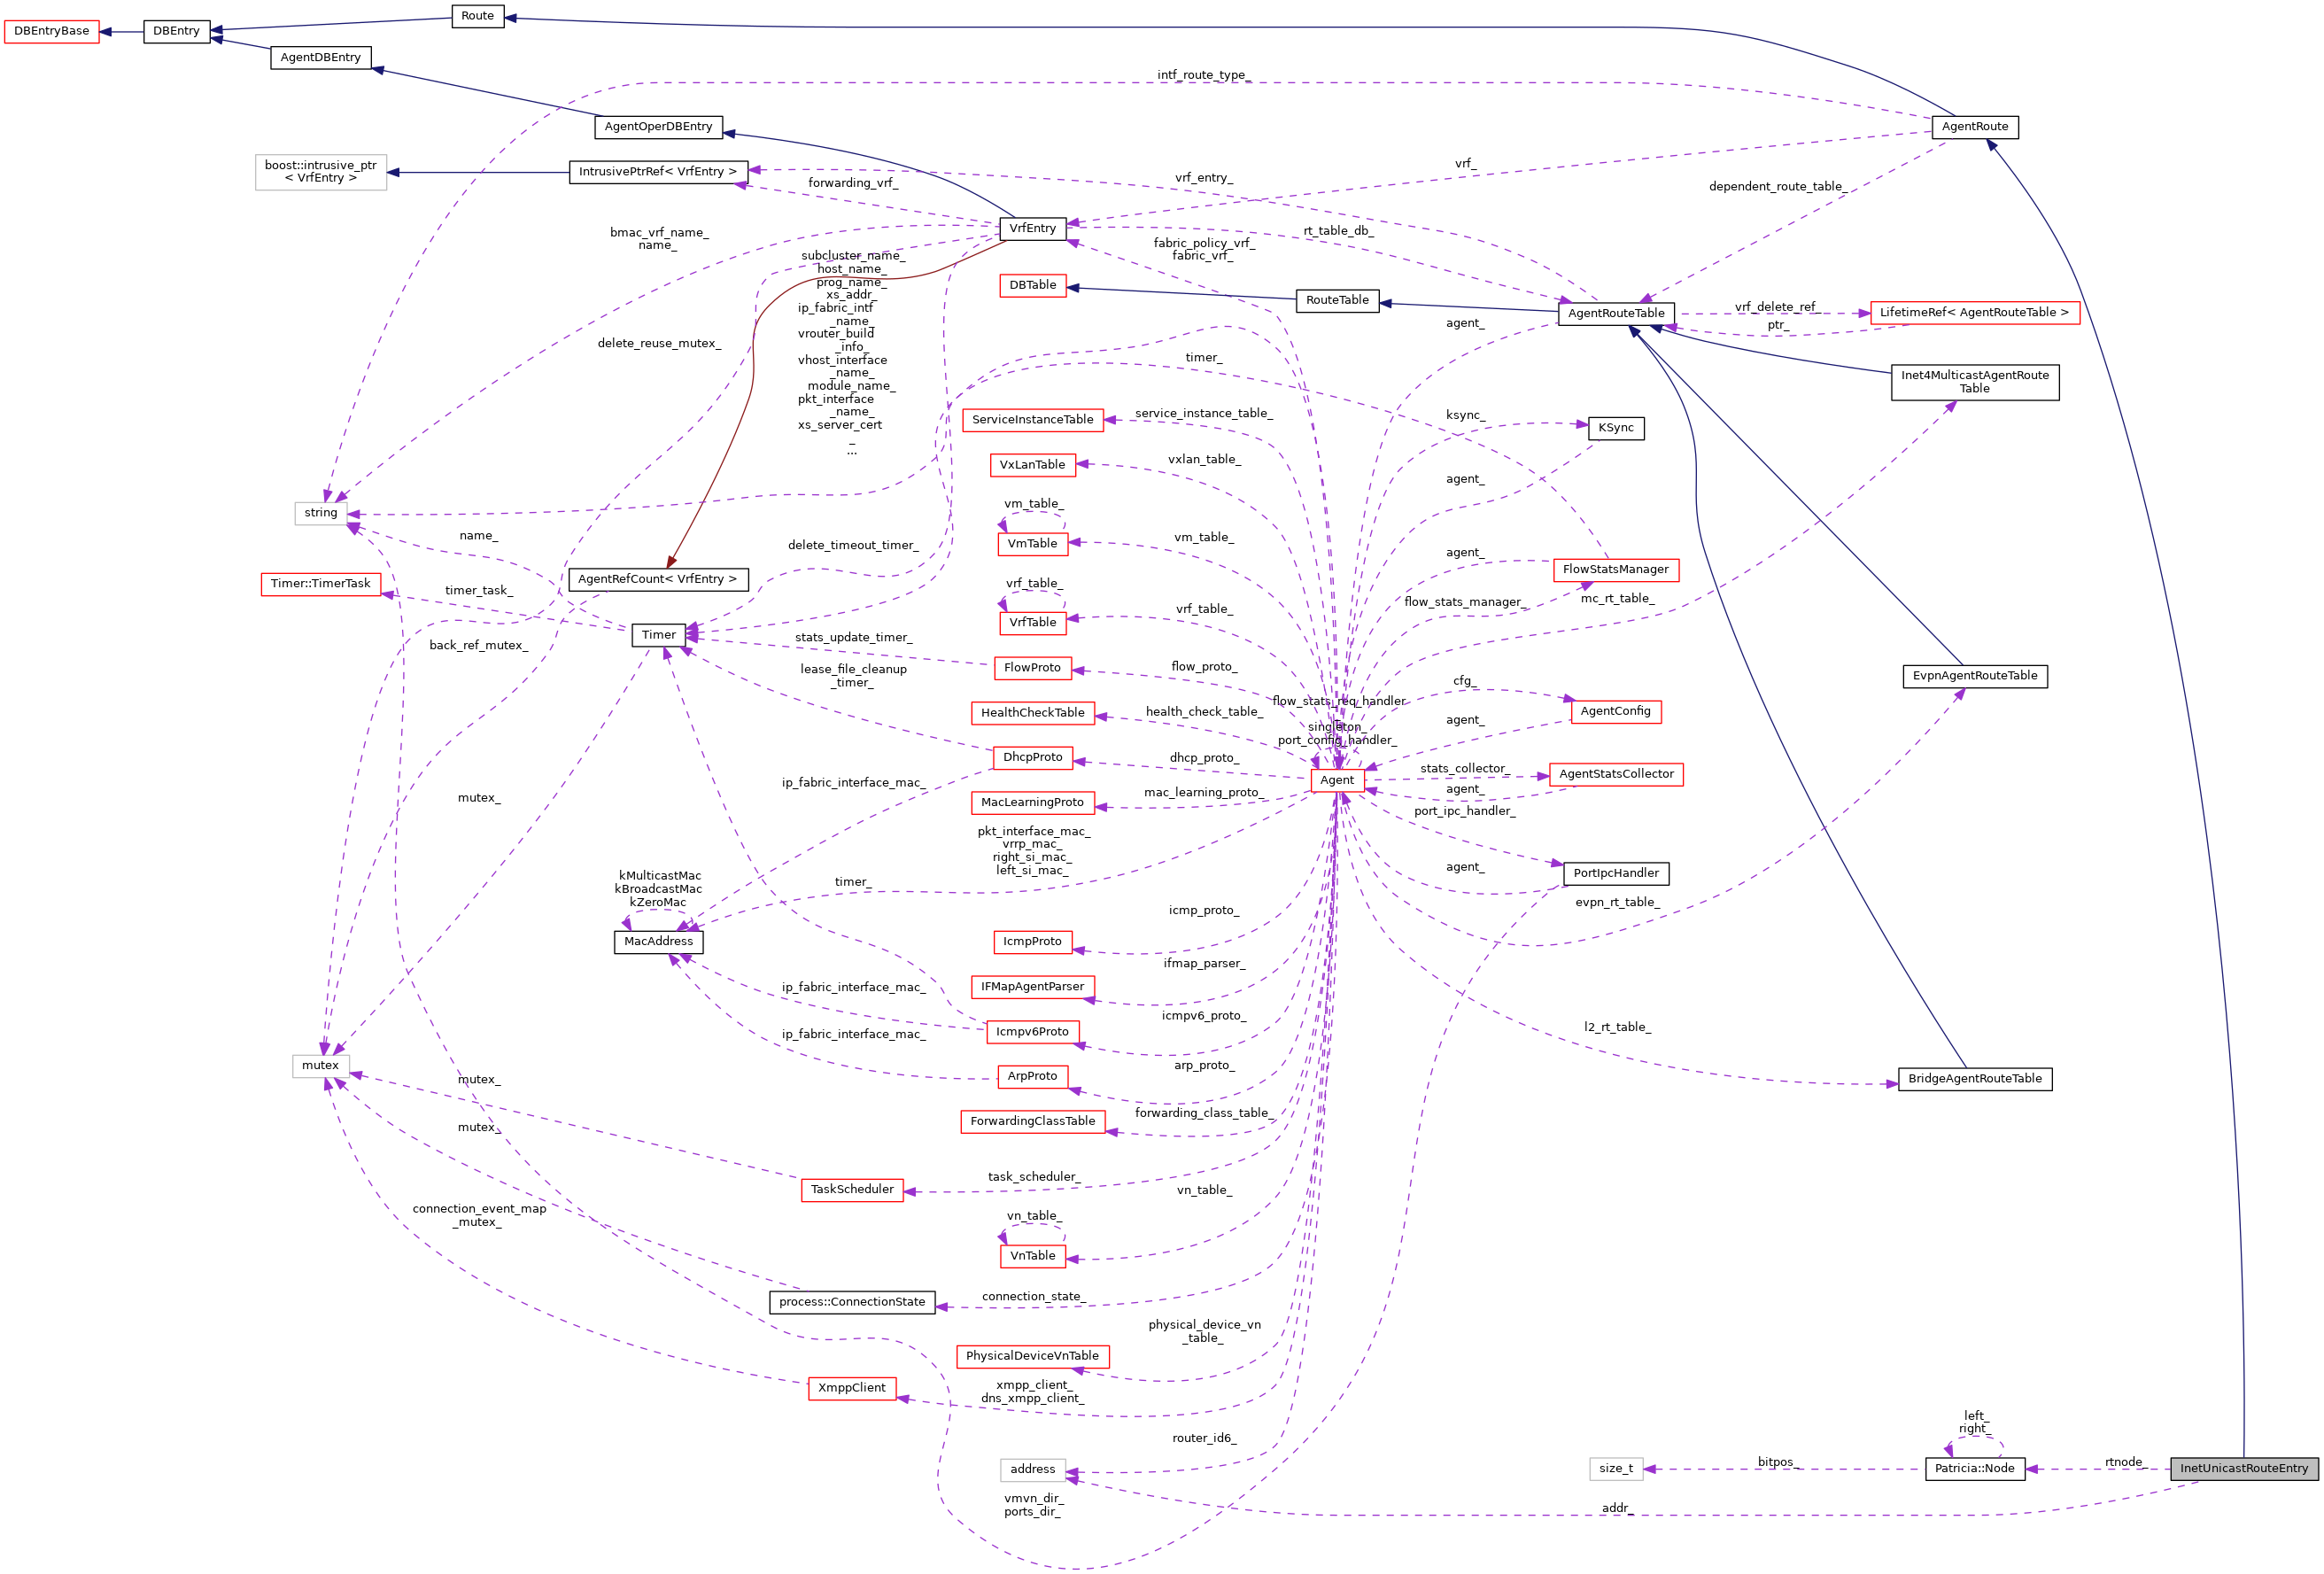 Route
DBEntryBase
DBEntry
AgentDBEntry
intf_route_type_
AgentOperDBEntry
AgentRoute
boost::intrusive_ptr
< VrfEntry >
IntrusivePtrRef< VrfEntry >
vrf_
forwarding_vrf_
vrf_entry_
dependent_route_table_
VrfEntry
bmac_vrf_name_
name_
rt_table_db_
fabric_policy_vrf_
fabric_vrf_
subcluster_name_
host_name_
prog_name_
xs_addr_
ip_fabric_intf
_name_
vrouter_build
_info_
vhost_interface
_name_
module_name_
pkt_interface
_name_
xs_server_cert
_
...
DBTable
RouteTable
AgentRouteTable
vrf_delete_ref_
ptr_
LifetimeRef< AgentRouteTable >
agent_
delete_reuse_mutex_
timer_
Inet4MulticastAgentRoute
Table
ServiceInstanceTable
service_instance_table_
ksync_
KSync
VxLanTable
vxlan_table_
agent_
string
vm_table_
VmTable
vm_table_
name_
delete_timeout_timer_
agent_
FlowStatsManager
Timer::TimerTask
timer_task_
AgentRefCount< VrfEntry >
vrf_table_
VrfTable
vrf_table_
flow_stats_manager_
mc_rt_table_
Timer
back_ref_mutex_
stats_update_timer_
FlowProto
flow_proto_
lease_file_cleanup
_timer_
cfg_
EvpnAgentRouteTable
HealthCheckTable
health_check_table_
flow_stats_req_handler
_
singleton_
port_config_handler_
AgentConfig
agent_
DhcpProto
dhcp_proto_
Agent
stats_collector_
AgentStatsCollector
agent_
ip_fabric_interface_mac_
mutex_
MacLearningProto
mac_learning_proto_
port_ipc_handler_
pkt_interface_mac_
vrrp_mac_
right_si_mac_
left_si_mac_
timer_
agent_
PortIpcHandler
kMulticastMac
kBroadcastMac
kZeroMac
MacAddress
evpn_rt_table_
IcmpProto
icmp_proto_
ifmap_parser_
IFMapAgentParser
ip_fabric_interface_mac_
Icmpv6Proto
icmpv6_proto_
l2_rt_table_
ip_fabric_interface_mac_
mutex
ArpProto
arp_proto_
BridgeAgentRouteTable
mutex_
ForwardingClassTable
forwarding_class_table_
mutex_
TaskScheduler
task_scheduler_
vn_table_
connection_event_map
_mutex_
vn_table_
VnTable
process::ConnectionState
connection_state_
physical_device_vn
_table_
PhysicalDeviceVnTable
XmppClient
xmpp_client_
dns_xmpp_client_
left_
right_
router_id6_
address
size_t
bitpos_
Patricia::Node
rtnode_
InetUnicastRouteEntry
vmvn_dir_
ports_dir_
addr_